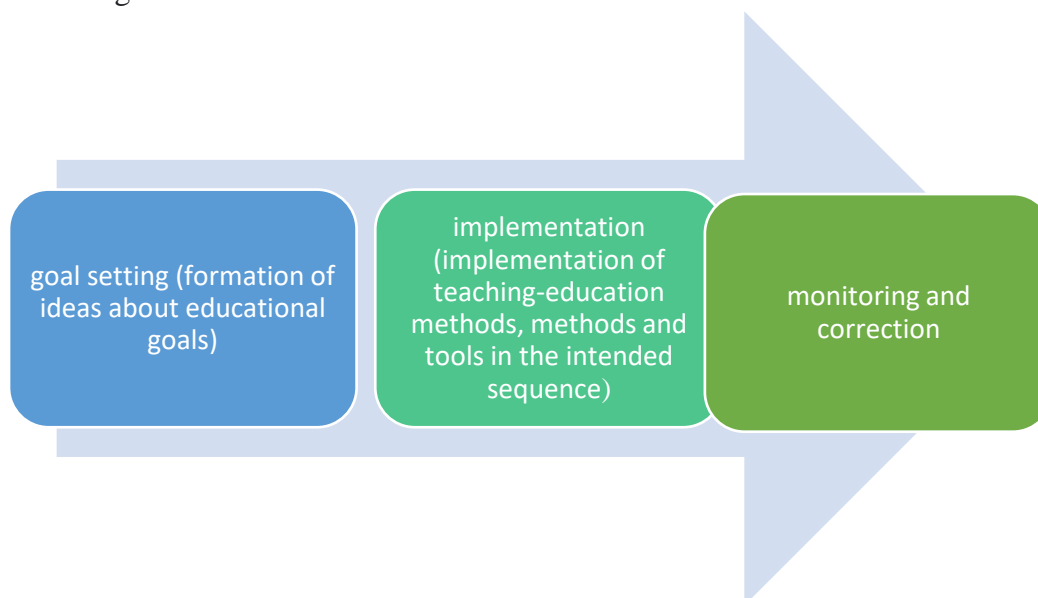 goal setting (formation of
ideas about educational
goals)
implementation
(implementation of
teaching-education
methods, methods and
tools in the intended
sequence)
monitoring and
correction